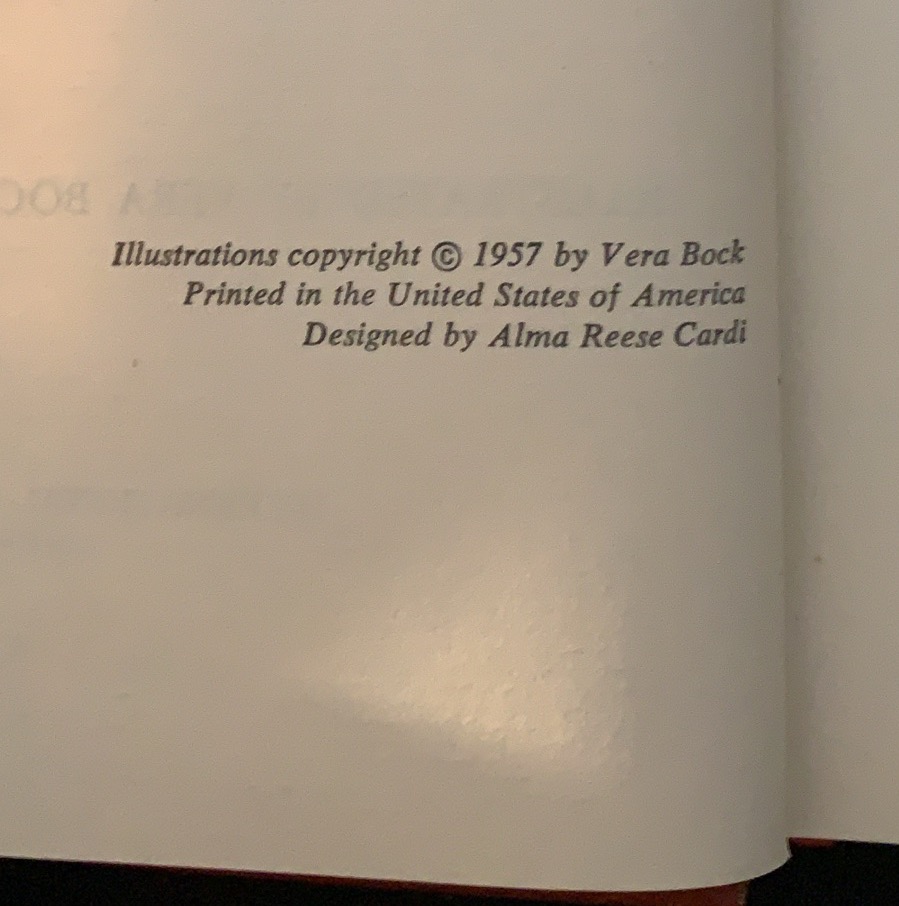 Illustrations copyright © 1957 by Vera Bock
Printed in the United States of America
Designed by Alma Reese Cardi